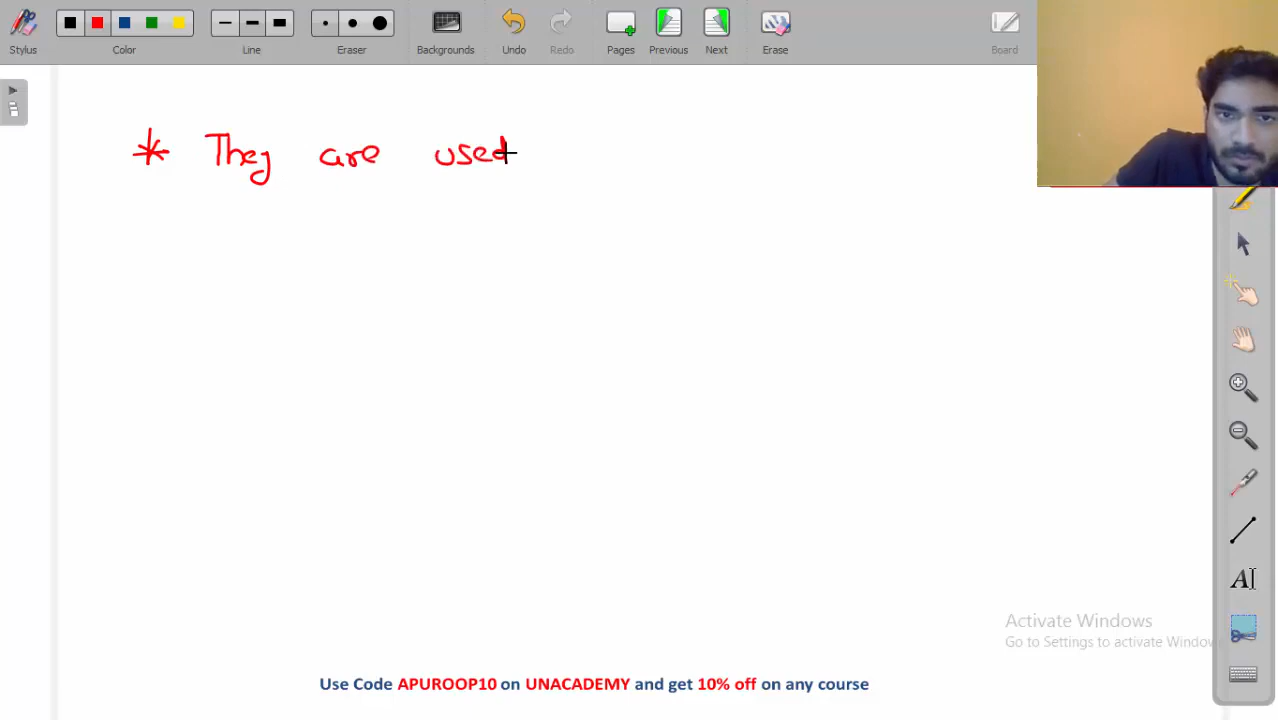 Stylus Color Line Eraser Backgrounds Undo Redo Pages Previous Next Erase Board
* They are used
A
Activate Windows
Go to Settings to activate Window
Use Code APUROOP10 on UNACADEMY and get 10% off on any course